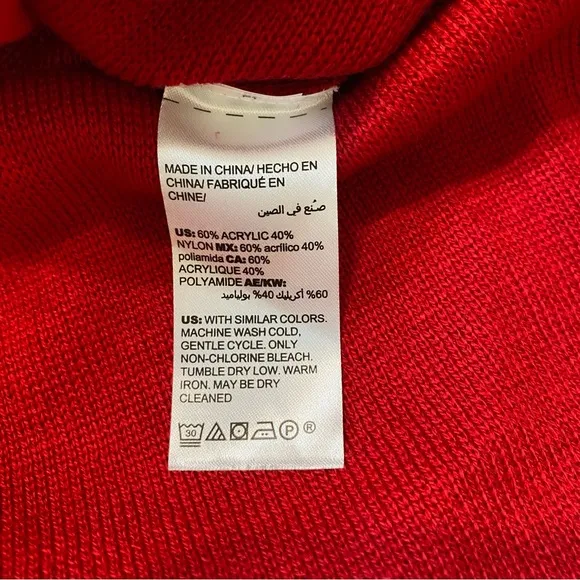 MADE IN CHINA/ HECHO EN
CHINA/ FABRIQUÉ EN
CHINE/
صُنع في الصين
US: 60% ACRYLIC 40%
NYLON MX: 60% acrílico 40%
poliamida CA: 60%
ACRYLIQUE 40%
POLYAMIDE AE/KW:
60% أكريليك 40% بولياميد
US: WITH SIMILAR COLORS.
MACHINE WASH COLD,
GENTLE CYCLE. ONLY
NON-CHLORINE BLEACH.
TUMBLE DRY LOW. WARM
IRON. MAY BE DRY
CLEANED
30 P ®